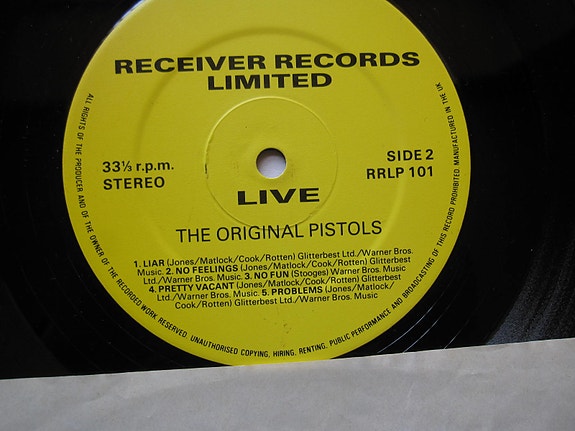 RECEIVER RECORDS
LIMITED
33⅓ r.p.m.
STEREO
SIDE 2
RRLP 101
LIVE
THE ORIGINAL PISTOLS
1. LIAR (Jones/Matlock/Cook/Rotten) Glitterbest Ltd./Warner Bros.
Music. 2. NO FEELINGS (Jones/Matlock/Cook/Rotten) Glitterbest
Ltd./Warner Bros. Music. 3. NO FUN (Stooges) Warner Bros. Music.
4. PRETTY VACANT (Jones/Matlock/Cook/Rotten) Glitterbest
Ltd./Warner Bros. Music. 5. PROBLEMS (Jones/Matlock/
Cook/Rotten) Glitterbest Ltd./Warner Bros. Music
ALL RIGHTS OF THE PRODUCER AND OF THE OWNER OF THE RECORDED WORK RESERVED. UNAUTHORISED COPYING, HIRING, RENTING, PUBLIC PERFORMANCE AND BROADCASTING OF THIS RECORD PROHIBITED. MANUFACTURED IN THE UK